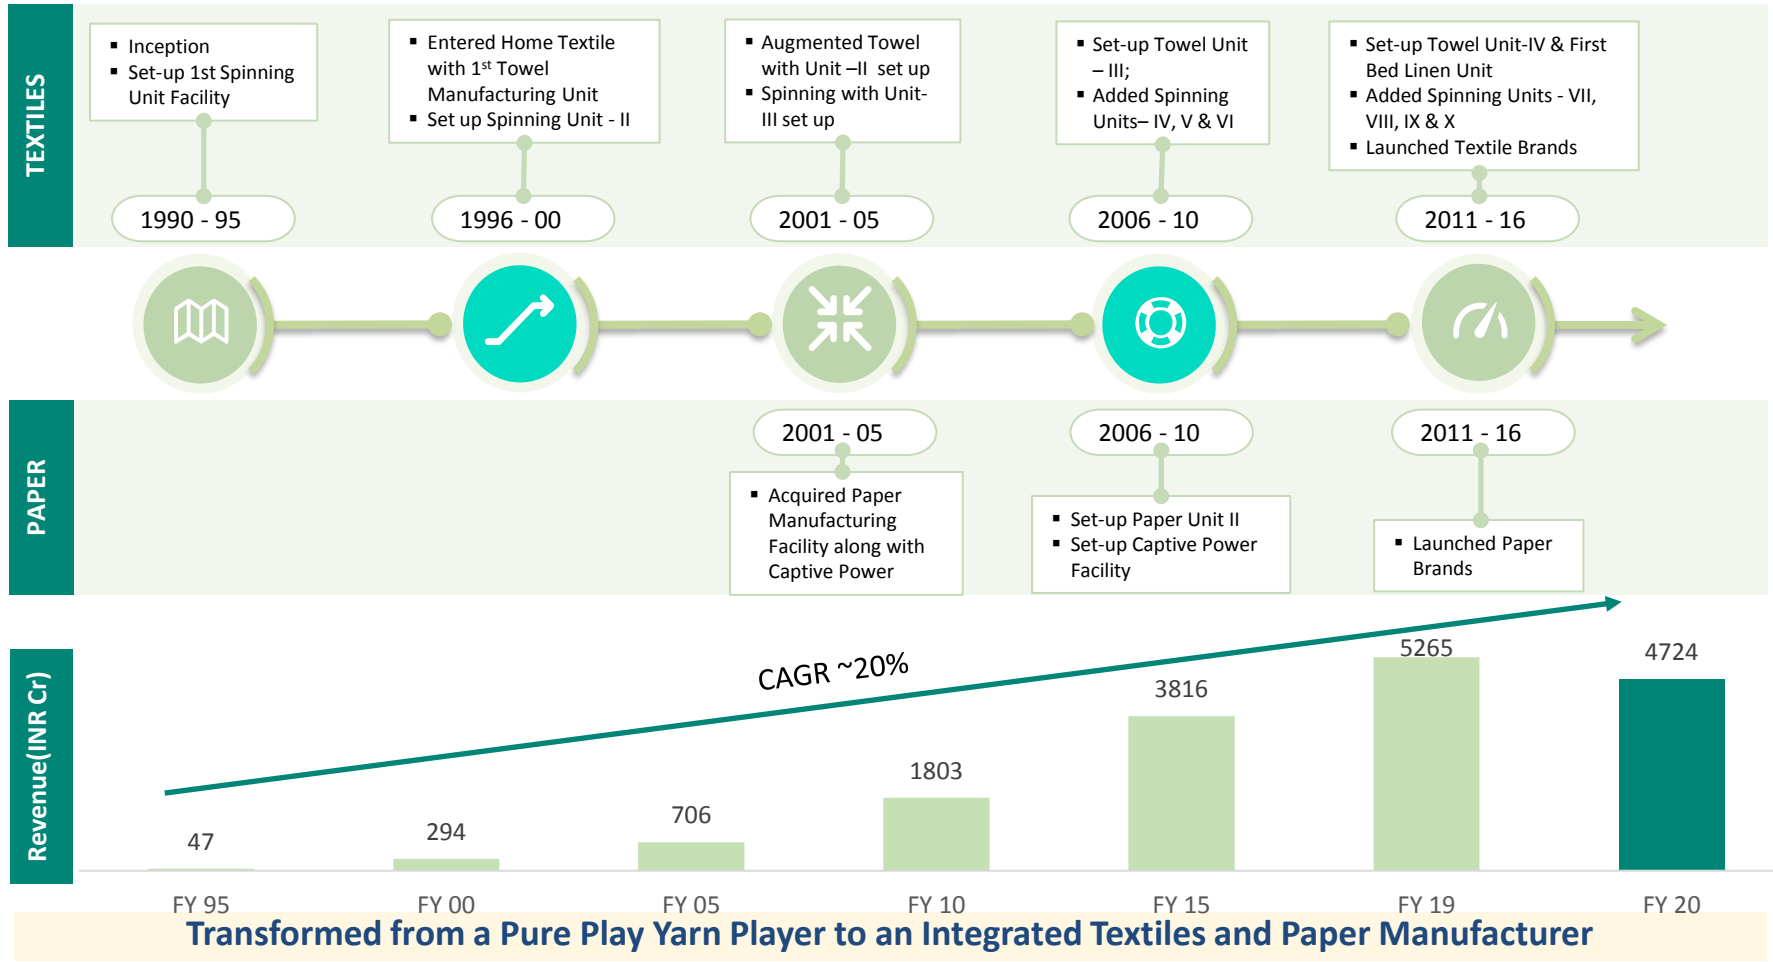 TEXTILES
▪ Inception
▪ Set-up 1st Spinning
Unit Facility
1990 - 95
▪ Entered Home Textile
with 1st Towel
Manufacturing Unit
▪ Set up Spinning Unit - II
1996 - 00
▪ Augmented Towel
with Unit –II set up
▪ Spinning with Unit-
III set up
2001 - 05
▪ Set-up Towel Unit
– III;
▪ Added Spinning
Units– IV, V & VI
2006 - 10
▪ Set-up Towel Unit-IV & First
Bed Linen Unit
▪ Added Spinning Units - VII,
VIII, IX & X
▪ Launched Textile Brands
2011 - 16
PAPER
2001 - 05
▪ Acquired Paper
Manufacturing
Facility along with
Captive Power
2006 - 10
▪ Set-up Paper Unit II
▪ Set-up Captive Power
Facility
2011 - 16
▪ Launched Paper
Brands
Revenue(INR Cr)
CAGR ~20%
47
294
706
1803
3816
5265
4724
FY 95
FY 00
FY 05
FY 10
FY 15
FY 19
FY 20
Transformed from a Pure Play Yarn Player to an Integrated Textiles and Paper Manufacturer